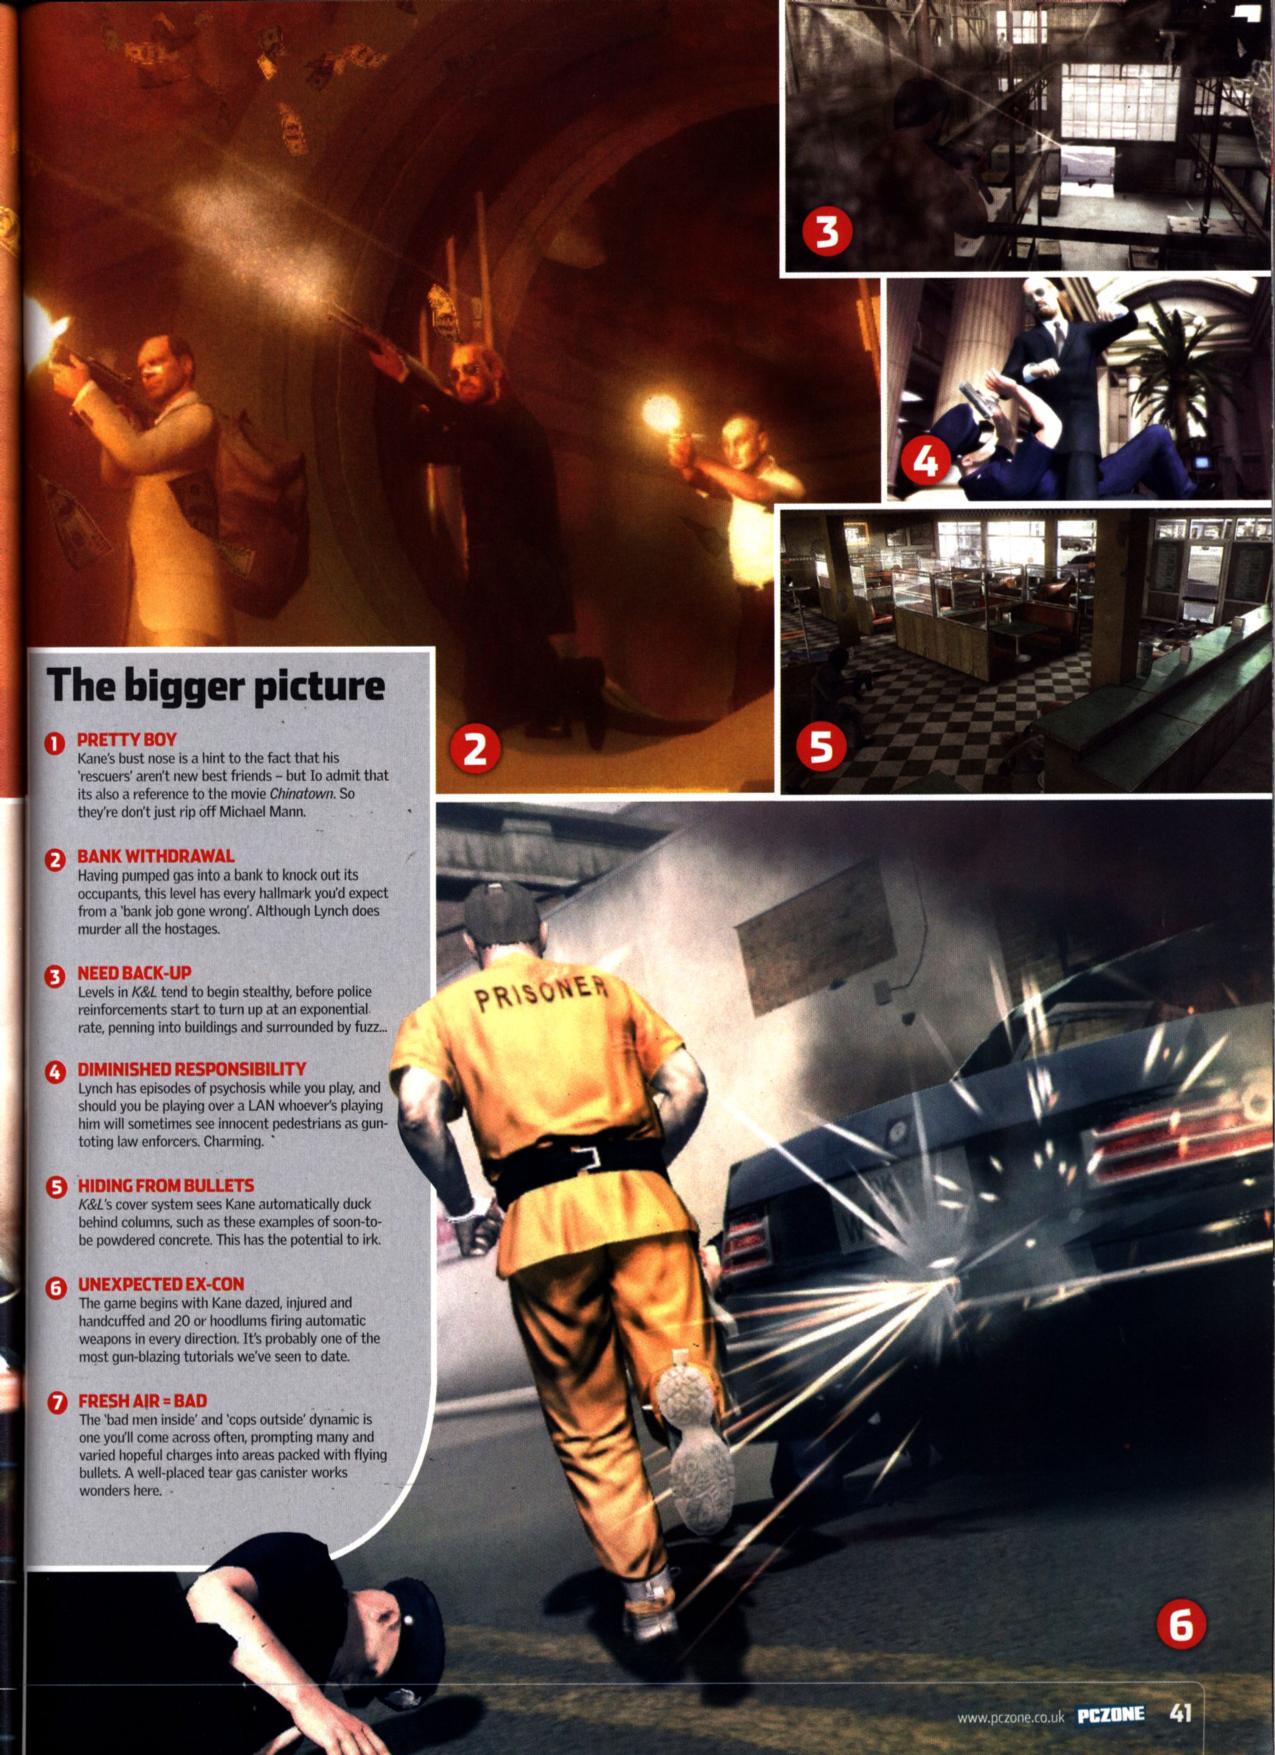 3
4
5
2
The bigger picture
1 PRETTY BOY
Kane's bust nose is a hint to the fact that his
'rescuers' aren't new best friends – but Io admit that
its also a reference to the movie Chinatown. So
they're don't just rip off Michael Mann.
2 BANK WITHDRAWAL
Having pumped gas into a bank to knock out its
occupants, this level has every hallmark you'd expect
from a 'bank job gone wrong'. Although Lynch does
murder all the hostages.
3 NEED BACK-UP
Levels in K&L tend to begin stealthy, before police
reinforcements start to turn up at an exponential
rate, penning into buildings and surrounded by fuzz...
4 DIMINISHED RESPONSIBILITY
Lynch has episodes of psychosis while you play, and
should you be playing over a LAN whoever's playing
him will sometimes see innocent pedestrians as gun-
toting law enforcers. Charming.
5 HIDING FROM BULLETS
K&L's cover system sees Kane automatically duck
behind columns, such as these examples of soon-to-
be powdered concrete. This has the potential to irk.
6 UNEXPECTED EX-CON
The game begins with Kane dazed, injured and
handcuffed and 20 or hoodlums firing automatic
weapons in every direction. It's probably one of the
most gun-blazing tutorials we've seen to date.
7 FRESH AIR = BAD
The 'bad men inside' and 'cops outside' dynamic is
one you'll come across often, prompting many and
varied hopeful charges into areas packed with flying
bullets. A well-placed tear gas canister works
wonders here.
PRISONER
6
www.pczone.co.uk PCZONE 41